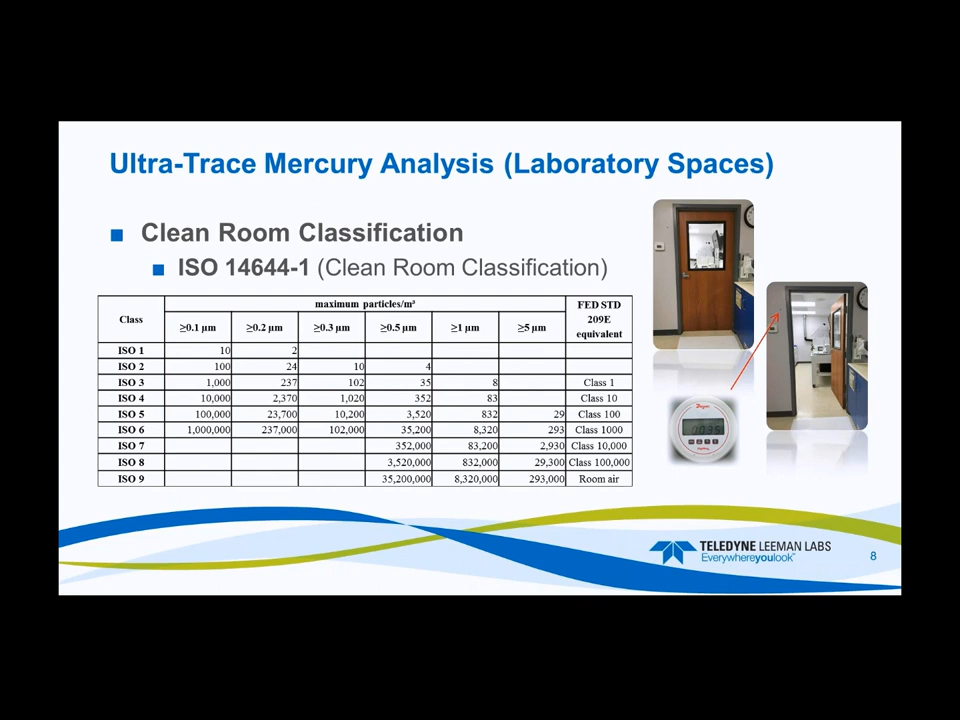 Ultra-Trace Mercury Analysis (Laboratory Spaces)
■ Clean Room Classification
■ ISO 14644-1 (Clean Room Classification)
Class maximum particles/m³ FED STD 209E equivalent
≥0.1 μm ≥0.2 μm ≥0.3 μm ≥0.5 μm ≥1 μm ≥5 μm
ISO 1 10 2
ISO 2 100 24 10 4
ISO 3 1,000 237 102 35 8 Class 1
ISO 4 10,000 2,370 1,020 352 83 Class 10
ISO 5 100,000 23,700 10,200 3,520 832 29 Class 100
ISO 6 1,000,000 237,000 102,000 35,200 8,320 293 Class 1000
ISO 7 352,000 83,200 2,930 Class 10,000
ISO 8 3,520,000 832,000 29,300 Class 100,000
ISO 9 35,200,000 8,320,000 293,000 Room air
Dwyer
0.035
TELEDYNE LEEMAN LABS
Everywhereyoulook™
8